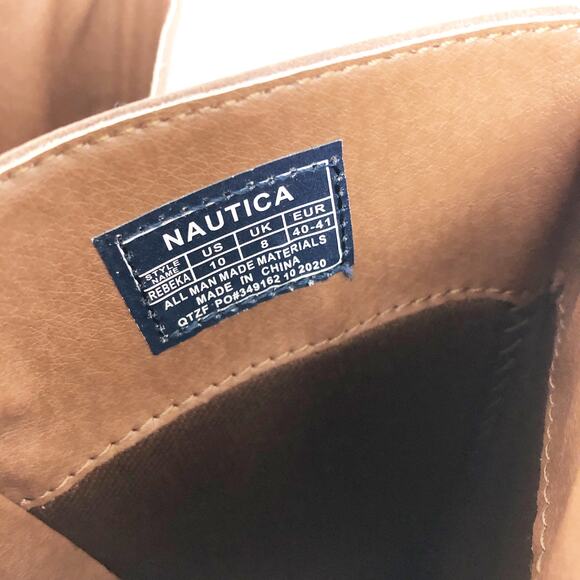 NAUTICA
STYLE NAME US UK EUR
REBEKA 10 8 40-41
ALL MAN MADE MATERIALS
MADE IN CHINA
QTZF PO#349162 10 2020